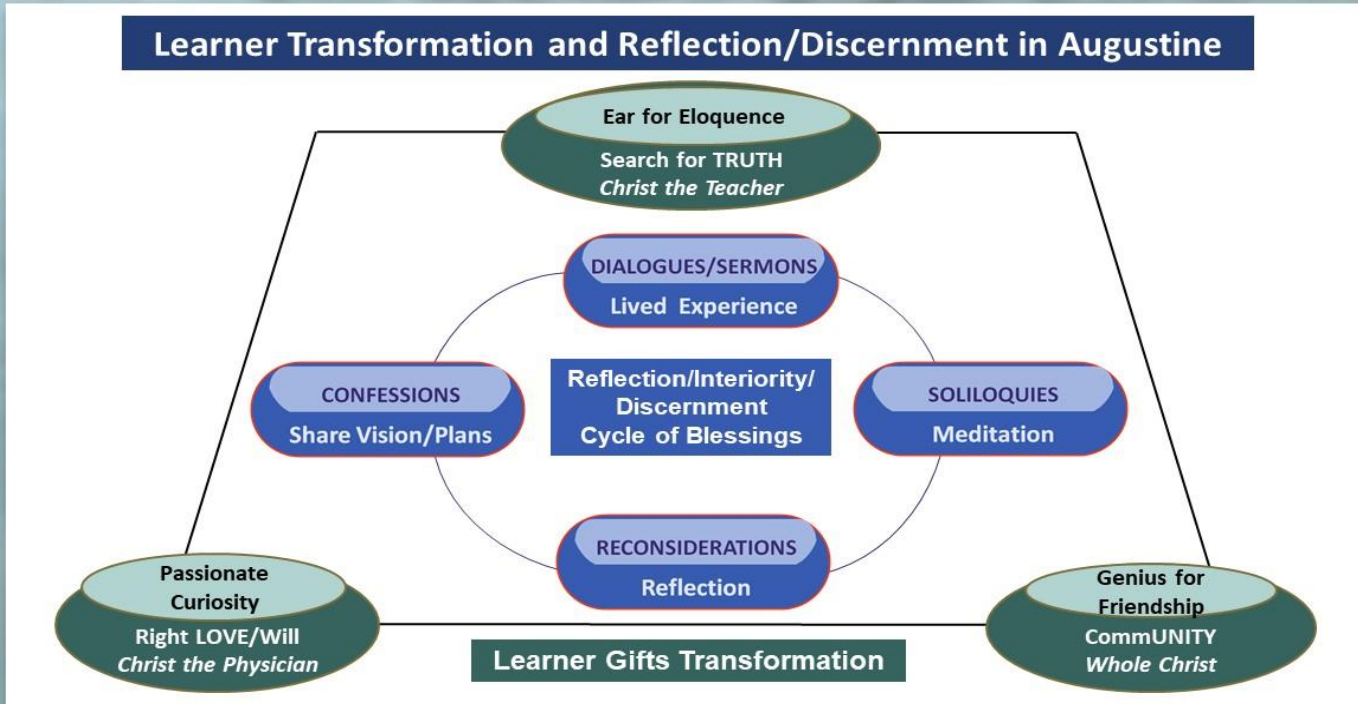 Learner Transformation and Reflection/Discernment in Augustine
Ear for Eloquence
Search for TRUTH
Christ the Teacher
DIALOGUES/SERMONS
Lived Experience
CONFESSIONS
Share Vision/Plans
Reflection/Interiority/
Discernment
Cycle of Blessings
SOLILOQUIES
Meditation
RECONSIDERATIONS
Reflection
Passionate
Curiosity
Right LOVE/Will
Christ the Physician
Learner Gifts Transformation
Genius for
Friendship
CommUNITY
Whole Christ